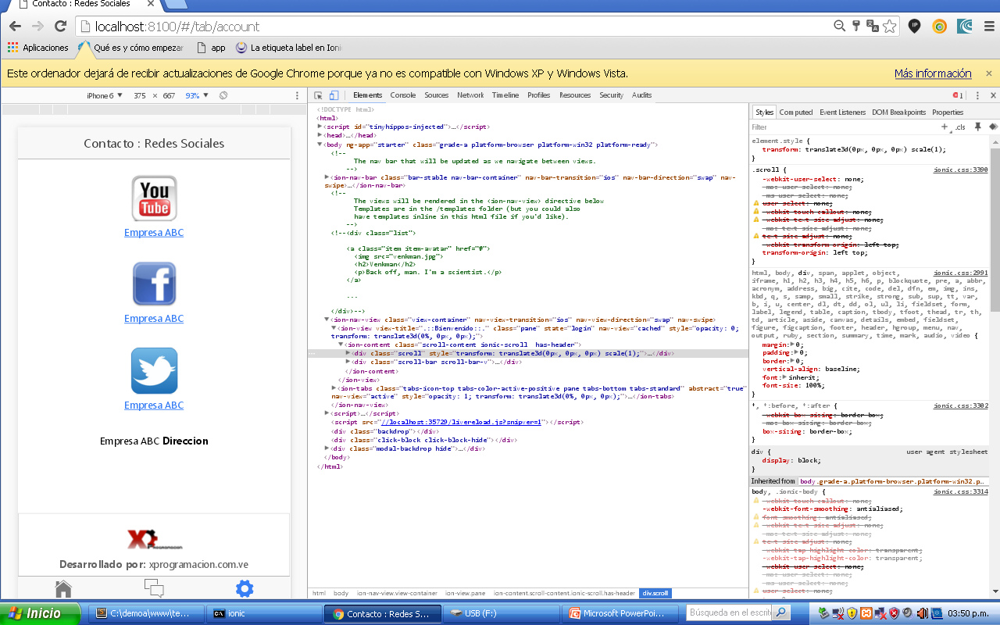 Contacto : Redes Sociales
localhost:8100/#/tab/account
Aplicaciones Qué es y cómo empezar app La etiqueta label en Ioni
Este ordenador dejará de recibir actualizaciones de Google Chrome porque ya no es compatible con Windows XP y Windows Vista. Más información
iPhone 6 ▼ 375 × 667 93% ▼
Contacto : Redes Sociales
You
Tube
Empresa ABC
Empresa ABC
Empresa ABC
Empresa ABC Direccion
Desarrollado por: xprogramacion.com.ve
Elements Console Sources Network Timeline Profiles Resources Security Audits 1
<!DOCTYPE html>
<html>
<script id="tinyhippos-injected">…</script>
<head>…</head>
<body ng-app="starter" class="grade-a platform-browser platform-win32 platform-ready">
<!--
The nav bar that will be updated as we navigate between views.
-->
<ion-nav-bar class="bar-stable nav-bar-container" nav-bar-transition="ios" nav-bar-direction="swap" nav-
swipe>…</ion-nav-bar>
<!--
The views will be rendered in the <ion-nav-view> directive below
Templates are in the /templates folder (but you could also
have templates inline in this html file if you'd like).
-->
<!--<div class="list">
<a class="item item-avatar" href="#">
<img src="venkman.jpg">
<h2>Venkman</h2>
<p>Back off, man. I'm a scientist.</p>
</a>
...
</div>-->
<ion-nav-view class="view-container" nav-view-transition="ios" nav-view-direction="swap" nav-swipe>
<ion-view view-title=".::Bienvenido::." class="pane" state="login" nav-view="cached" style="opacity: 0;
transform: translate3d(0%, 0px, 0px);">
<ion-content class="scroll-content ionic-scroll  has-header">
<div class="scroll" style="transform: translate3d(0px, 0px, 0px) scale(1);">…</div>
<div class="scroll-bar scroll-bar-v">…</div>
</ion-content>
</ion-view>
<ion-tabs class="tabs-icon-top tabs-color-active-positive pane tabs-bottom tabs-standard" abstract="true"
nav-view="active" style="opacity: 1; transform: translate3d(0%, 0px, 0px);">…</ion-tabs>
</ion-nav-view>
<script>…</script>
<script src="//localhost:35729/livereload.js?snipver=1"></script>
<div class="backdrop"></div>
<div class="click-block click-block-hide"></div>
<div class="modal-backdrop hide">…</div>
</body>
</html>
html body ion-nav-view.view-container ion-view.pane ion-content.scroll-content.ionic-scroll.has-header div.scroll
Styles Computed Event Listeners DOM Breakpoints Properties
Filter + .cls
element.style {
transform: translate3d(0px, 0px, 0px) scale(1);
}
.scroll { ionic.css:3390
-webkit-user-select: none;
-moz-user-select: none;
-ms-user-select: none;
user-select: none;
-webkit-touch-callout: none;
-webkit-text-size-adjust: none;
-moz-text-size-adjust: none;
text-size-adjust: none;
-webkit-transform-origin: left top;
transform-origin: left top;
}
html, body, div, span, applet, object, ionic.css:2991
iframe, h1, h2, h3, h4, h5, h6, p, blockquote, pre, a, abbr,
acronym, address, big, cite, code, del, dfn, em, img, ins,
kbd, q, s, samp, small, strike, strong, sub, sup, tt, var,
b, i, u, center, dl, dt, dd, ol, ul, li, fieldset, form,
label, legend, table, caption, tbody, tfoot, thead, tr, th,
td, article, aside, canvas, details, embed, fieldset,
figure, figcaption, footer, header, hgroup, menu, nav,
output, ruby, section, summary, time, mark, audio, video {
margin: 0;
padding: 0;
border: 0;
vertical-align: baseline;
font: inherit;
font-size: 100%;
}
*, *:before, *:after { ionic.css:3302
-webkit-box-sizing: border-box;
-moz-box-sizing: border-box;
box-sizing: border-box;
}
div { user agent stylesheet
display: block;
}
Inherited from body.grade-a.platform-browser.platform-win32.p…
body, .ionic-body { ionic.css:3314
-webkit-touch-callout: none;
-webkit-font-smoothing: antialiased;
font-smoothing: antialiased;
-webkit-text-size-adjust: none;
-moz-text-size-adjust: none;
text-size-adjust: none;
-webkit-tap-highlight-color: transparent;
-webkit-tap-highlight-color: transparent;
-webkit-user-select: none;
-moz-user-select: none;
-ms-user-select: none;
user-select: none;
Inicio C:\demoa\www\te... ionic Contacto : Redes S... USB (F:) Microsoft PowerPoi... Búsqueda en el escrito 03:50 p.m.